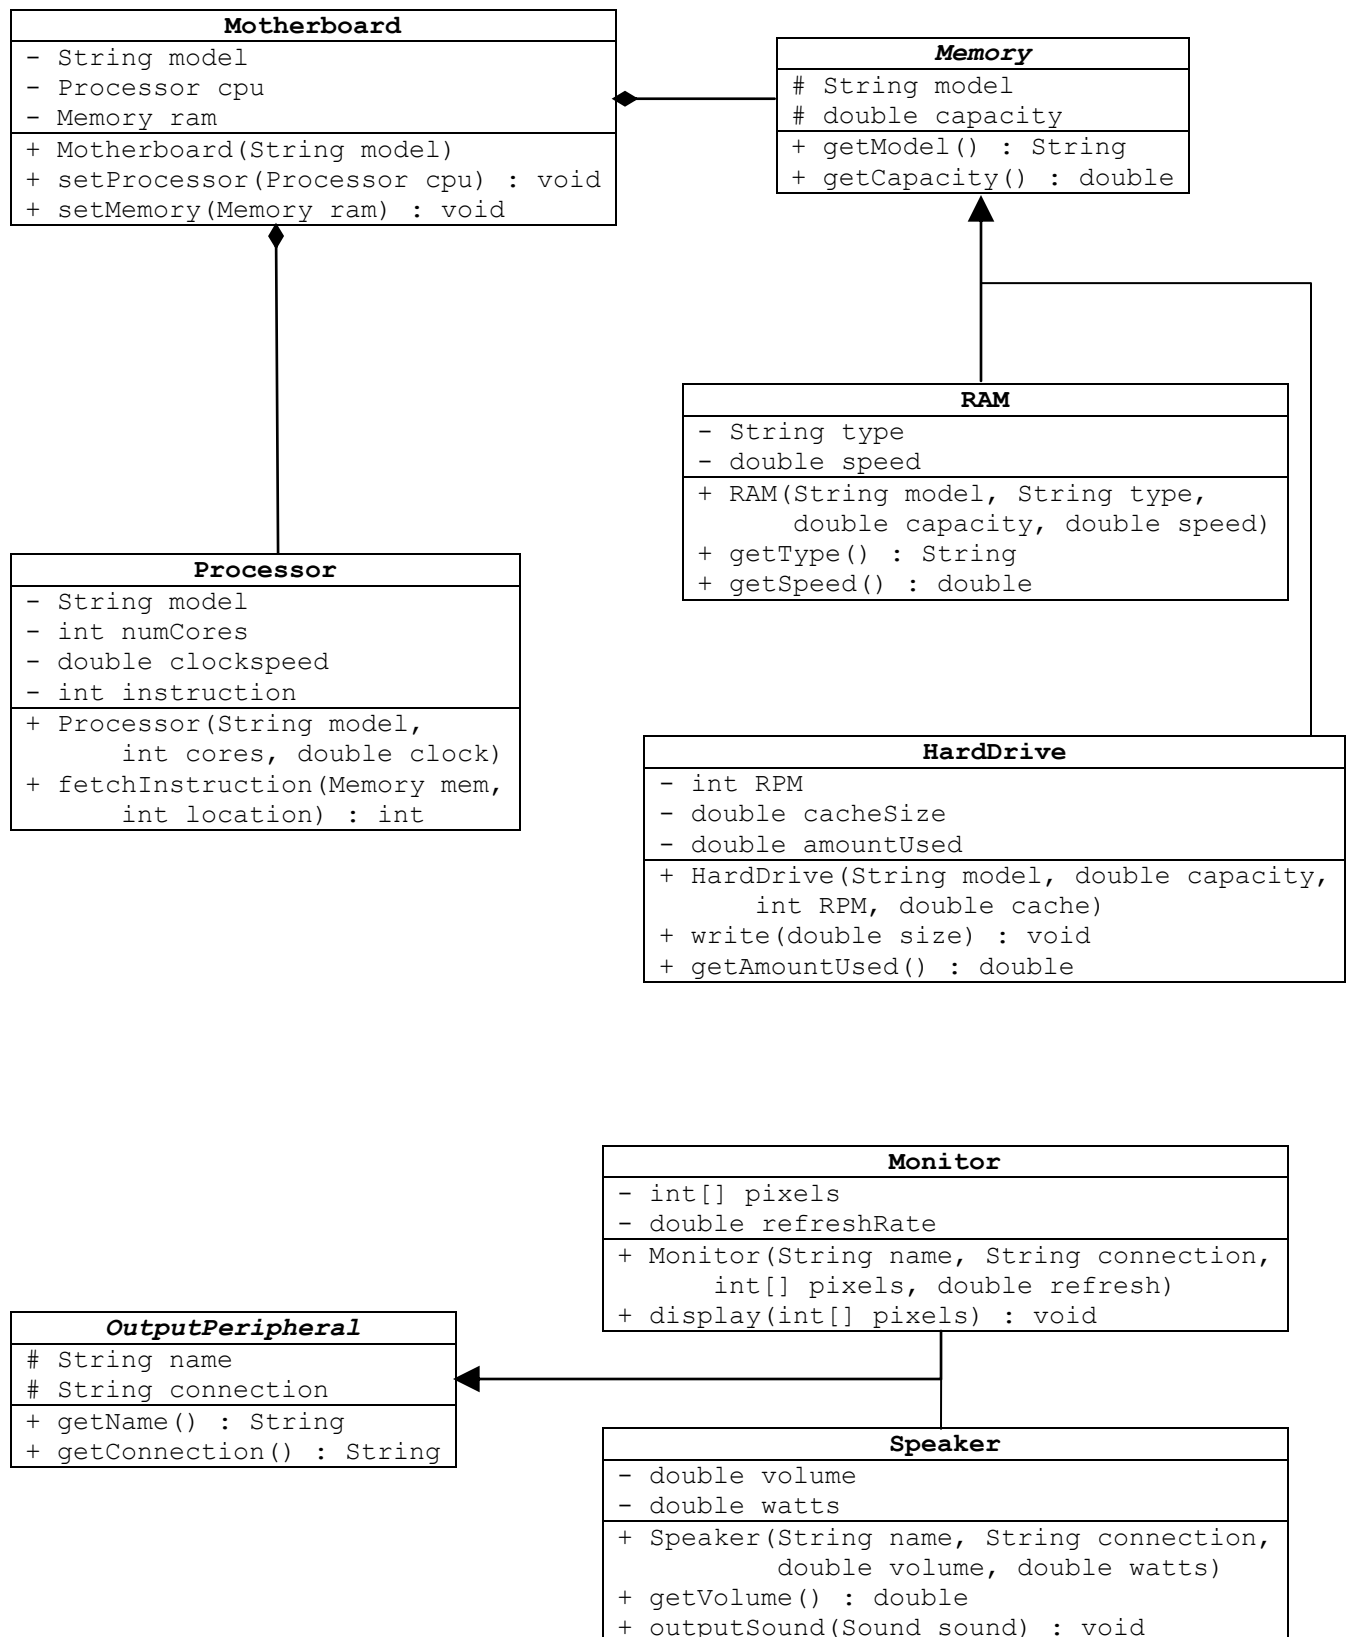 Motherboard
- String model
- Processor cpu
- Memory ram
+ Motherboard(String model)
+ setProcessor(Processor cpu) : void
+ setMemory(Memory ram) : void
Memory
# String model
# double capacity
+ getModel() : String
+ getCapacity() : double
RAM
- String type
- double speed
+ RAM(String model, String type,
double capacity, double speed)
+ getType() : String
+ getSpeed() : double
Processor
- String model
- int numCores
- double clockspeed
- int instruction
+ Processor(String model,
int cores, double clock)
+ fetchInstruction(Memory mem,
int location) : int
HardDrive
- int RPM
- double cacheSize
- double amountUsed
+ HardDrive(String model, double capacity,
int RPM, double cache)
+ write(double size) : void
+ getAmountUsed() : double
Monitor
- int[] pixels
- double refreshRate
+ Monitor(String name, String connection,
int[] pixels, double refresh)
+ display(int[] pixels) : void
OutputPeripheral
# String name
# String connection
+ getName() : String
+ getConnection() : String
Speaker
- double volume
- double watts
+ Speaker(String name, String connection,
double volume, double watts)
+ getVolume() : double
+ outputSound(Sound sound) : void